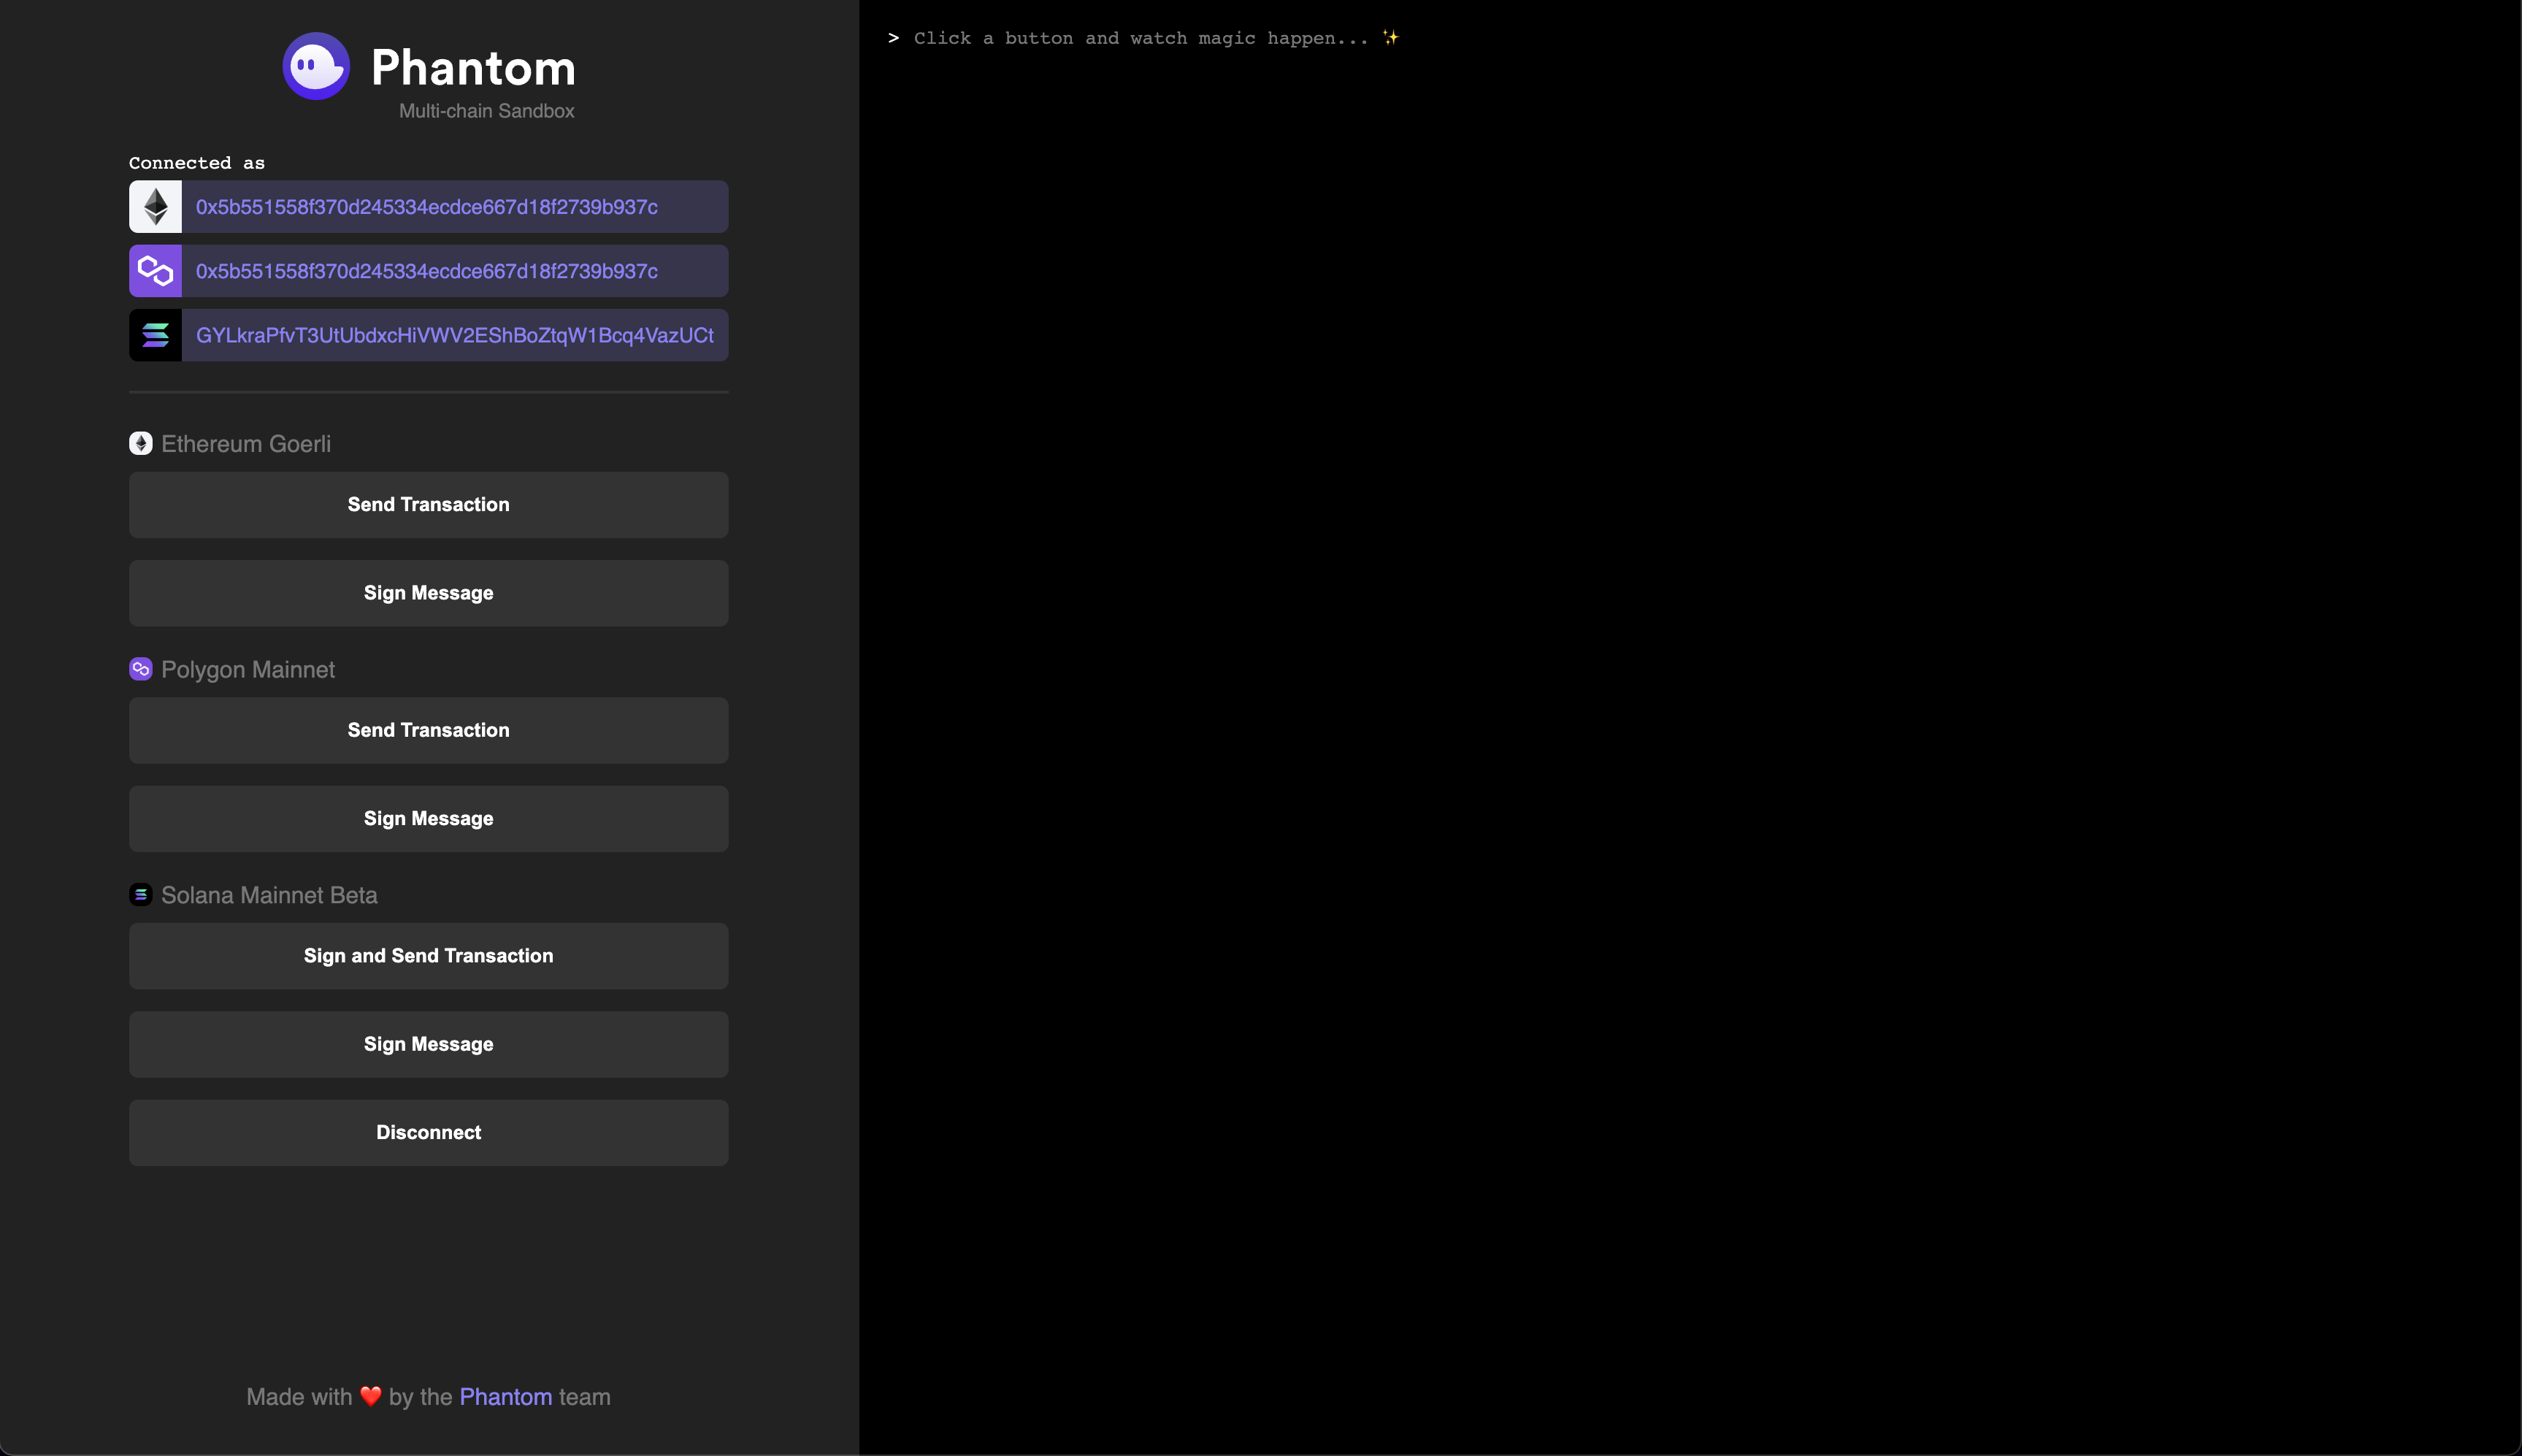 Phantom
Multi-chain Sandbox
Connected as
0x5b551558f370d245334ecdce667d18f2739b937c
0x5b551558f370d245334ecdce667d18f2739b937c
GYLkraPfvT3UtUbdxcHiVWV2EShBoZtqW1Bcq4VazUCt
Ethereum Goerli
Send Transaction
Sign Message
Polygon Mainnet
Send Transaction
Sign Message
Solana Mainnet Beta
Sign and Send Transaction
Sign Message
Disconnect
Made with ❤️ by the Phantom team
> Click a button and watch magic happen... ✨